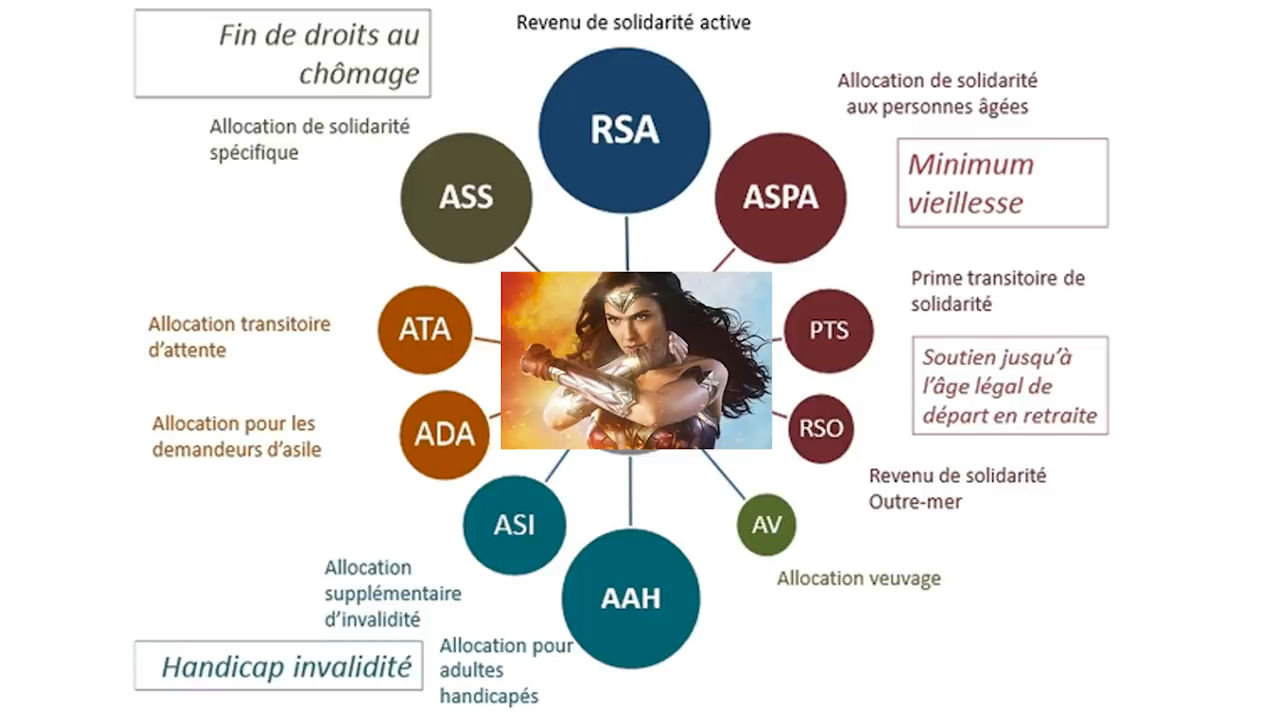 Revenu de solidarité active
Fin de droits au
chômage
RSA
Allocation de solidarité
aux personnes âgées
Allocation de solidarité
spécifique
ASS
ASPA
Minimum
vieillesse
Prime transitoire de
solidarité
Allocation transitoire
d'attente
ATA
PTS
Soutien jusqu'à
l'âge légal de
départ en retraite
Allocation pour les
demandeurs d'asile
ADA
RSO
Revenu de solidarité
Outre-mer
ASI
AV
Allocation
supplémentaire
d'invalidité
AAH
Allocation veuvage
Handicap invalidité
Allocation pour
adultes
handicapés